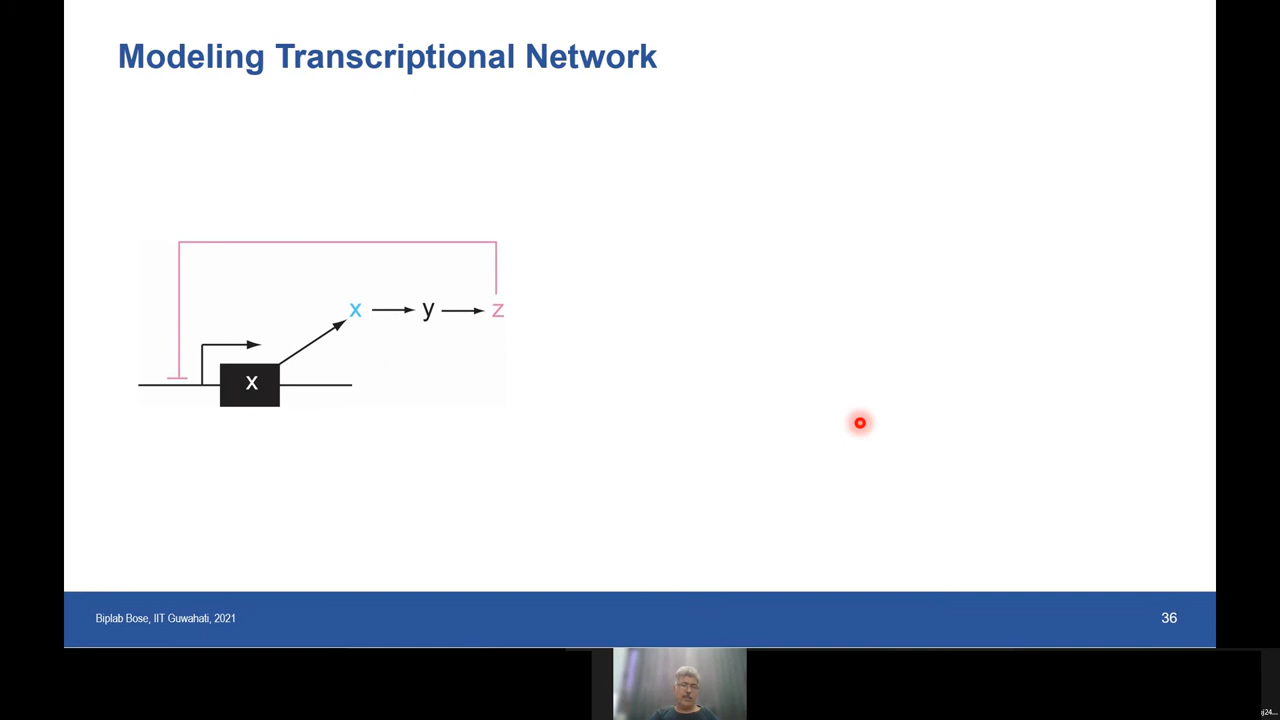 Modeling Transcriptional Network
x → y → z
X
Biplab Bose, IIT Guwahati, 2021
36